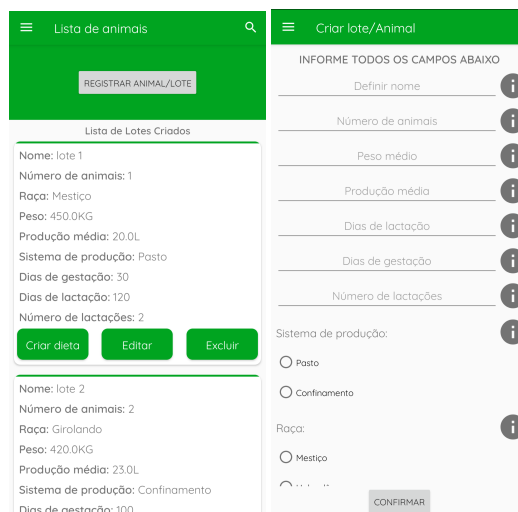 Lista de animais
REGISTRAR ANIMAL/LOTE
Lista de Lotes Criados
Nome: lote 1
Número de animais: 1
Raça: Mestiço
Peso: 450.0KG
Produção média: 20.0L
Sistema de produção: Pasto
Dias de gestação: 30
Dias de lactação: 120
Número de lactações: 2
Criar dieta Editar Excluir
Nome: lote 2
Número de animais: 2
Raça: Girolando
Peso: 420.0KG
Produção média: 23.0L
Sistema de produção: Confinamento
Dias de gestação: 100
Criar lote/Animal
INFORME TODOS OS CAMPOS ABAIXO
Definir nome
i
Número de animais
i
Peso médio
i
Produção média
i
Dias de lactação
i
Dias de gestação
i
Número de lactações
i
Sistema de produção:
i
Pasto
Confinamento
Raça:
i
Mestiço
CONFIRMAR